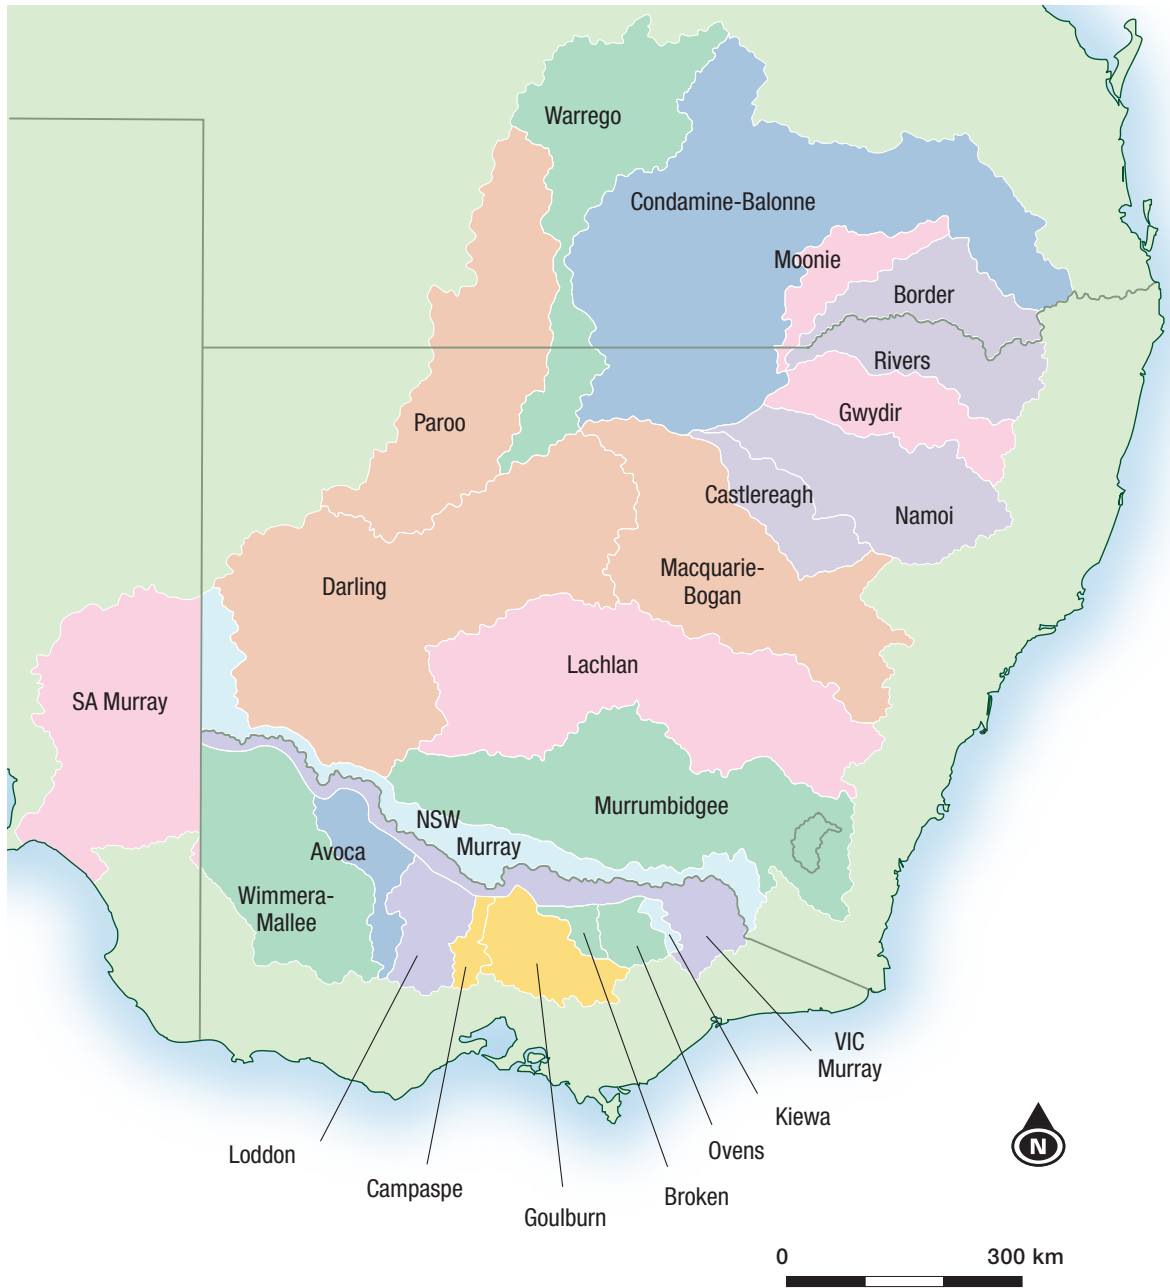 Warrego
Condamine-Balonne
Moonie
Border
Rivers
Paroo
Gwydir
Castlereagh
Namoi
Darling
Macquarie-
Bogan
Lachlan
SA Murray
Murrumbidgee
NSW
Murray
Avoca
Wimmera-
Mallee
VIC
Murray
Kiewa
Ovens
Loddon
Campaspe
Broken
Goulburn
N
0 300 km